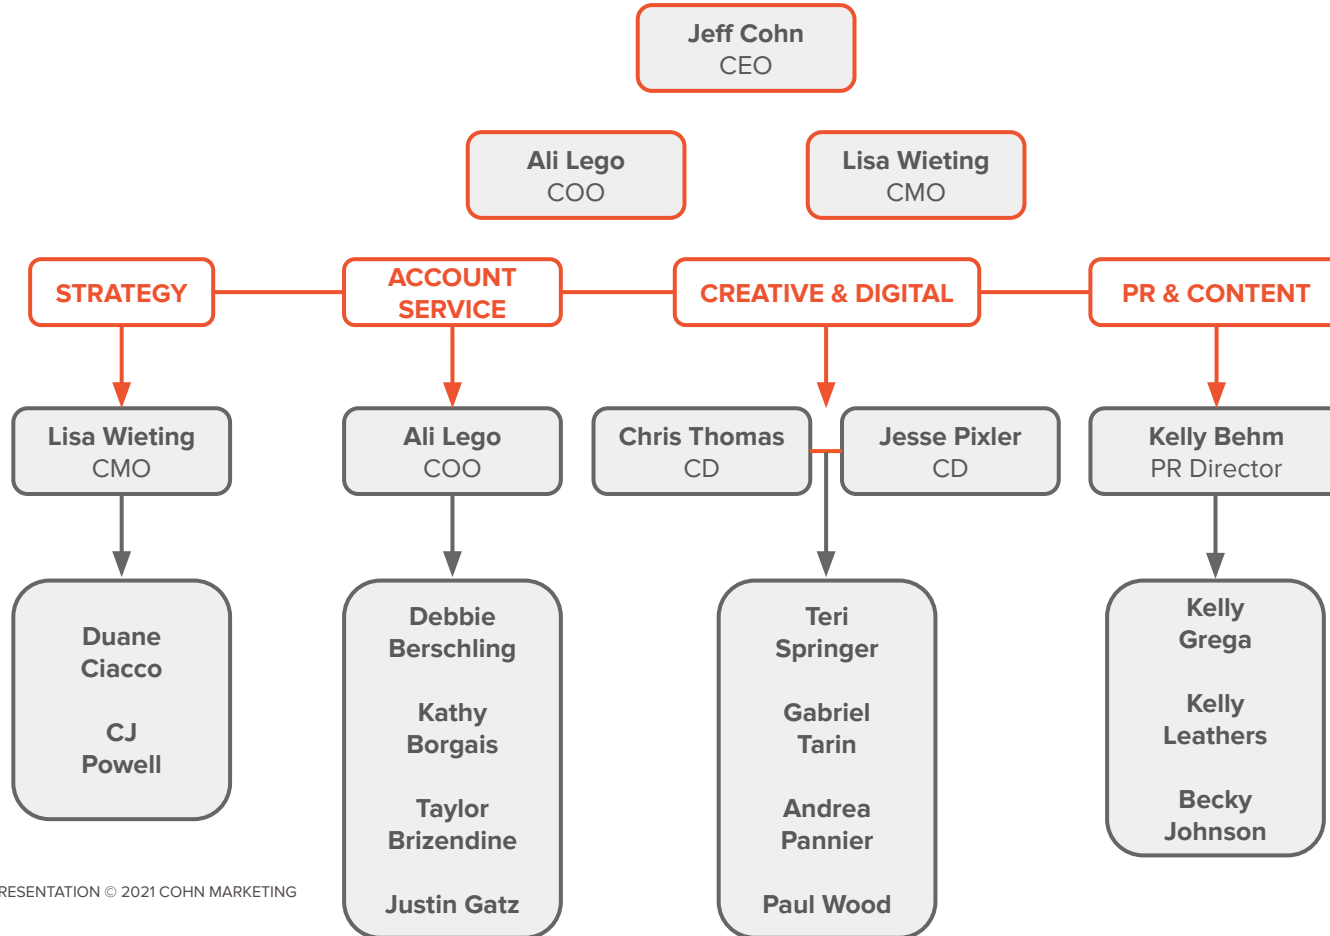 Jeff Cohn
CEO
Ali Lego
COO
Lisa Wieting
CMO
STRATEGY
ACCOUNT
SERVICE
CREATIVE & DIGITAL
PR & CONTENT
Lisa Wieting
CMO
Ali Lego
COO
Chris Thomas
CD
Jesse Pixler
CD
Kelly Behm
PR Director
Duane
Ciacco
CJ
Powell
Debbie
Berschling
Kathy
Borgais
Taylor
Brizendine
Justin Gatz
Teri
Springer
Gabriel
Tarin
Andrea
Pannier
Paul Wood
Kelly
Grega
Kelly
Leathers
Becky
Johnson
RESENTATION © 2021 COHN MARKETING